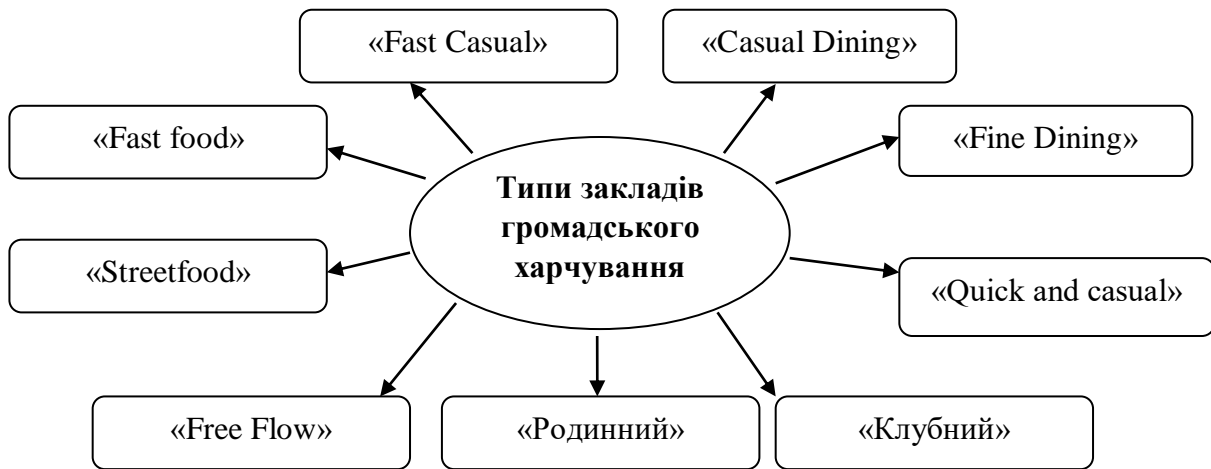 «Fast Casual»
«Casual Dining»
«Fast food»
«Fine Dining»
Типи закладів
громадського
харчування
«Streetfood»
«Quick and casual»
«Free Flow»
«Родинний»
«Клубний»